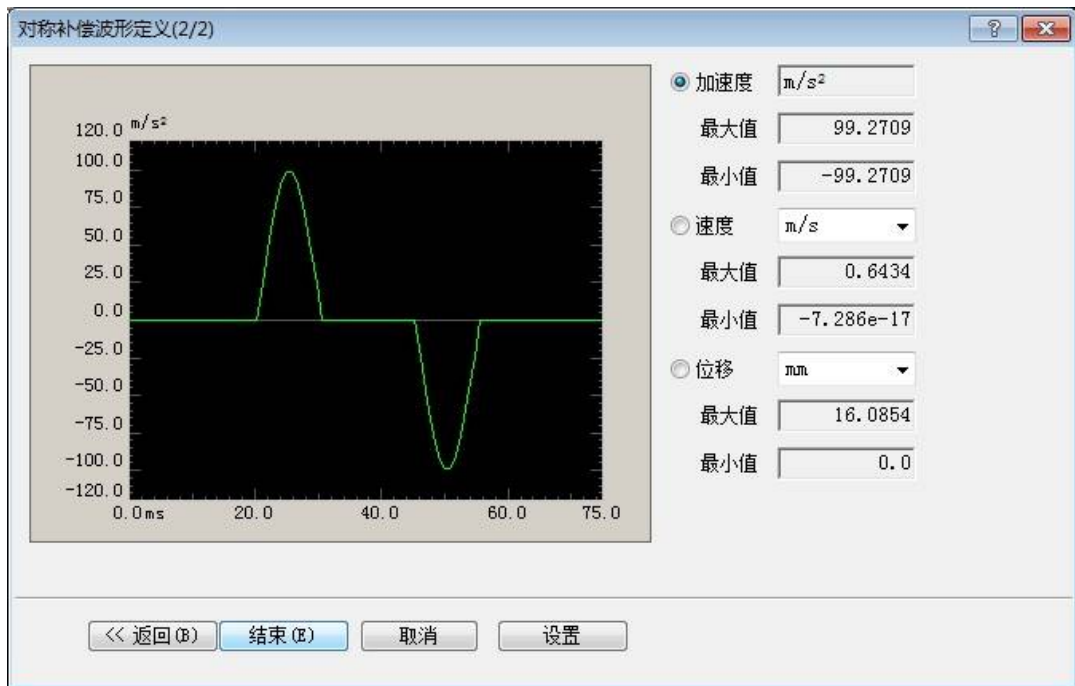 对称补偿波形定义(2/2)
m/s²
120.0
100.0
75.0
50.0
25.0
0.0
-25.0
-50.0
-75.0
-100.0
-120.0
0.0ms 20.0 40.0 60.0 75.0
加速度 m/s²
最大值 99.2709
最小值 -99.2709
速度 m/s
最大值 0.6434
最小值 -7.286e-17
位移 mm
最大值 16.0854
最小值 0.0
<< 返回(B) 结束(E) 取消 设置